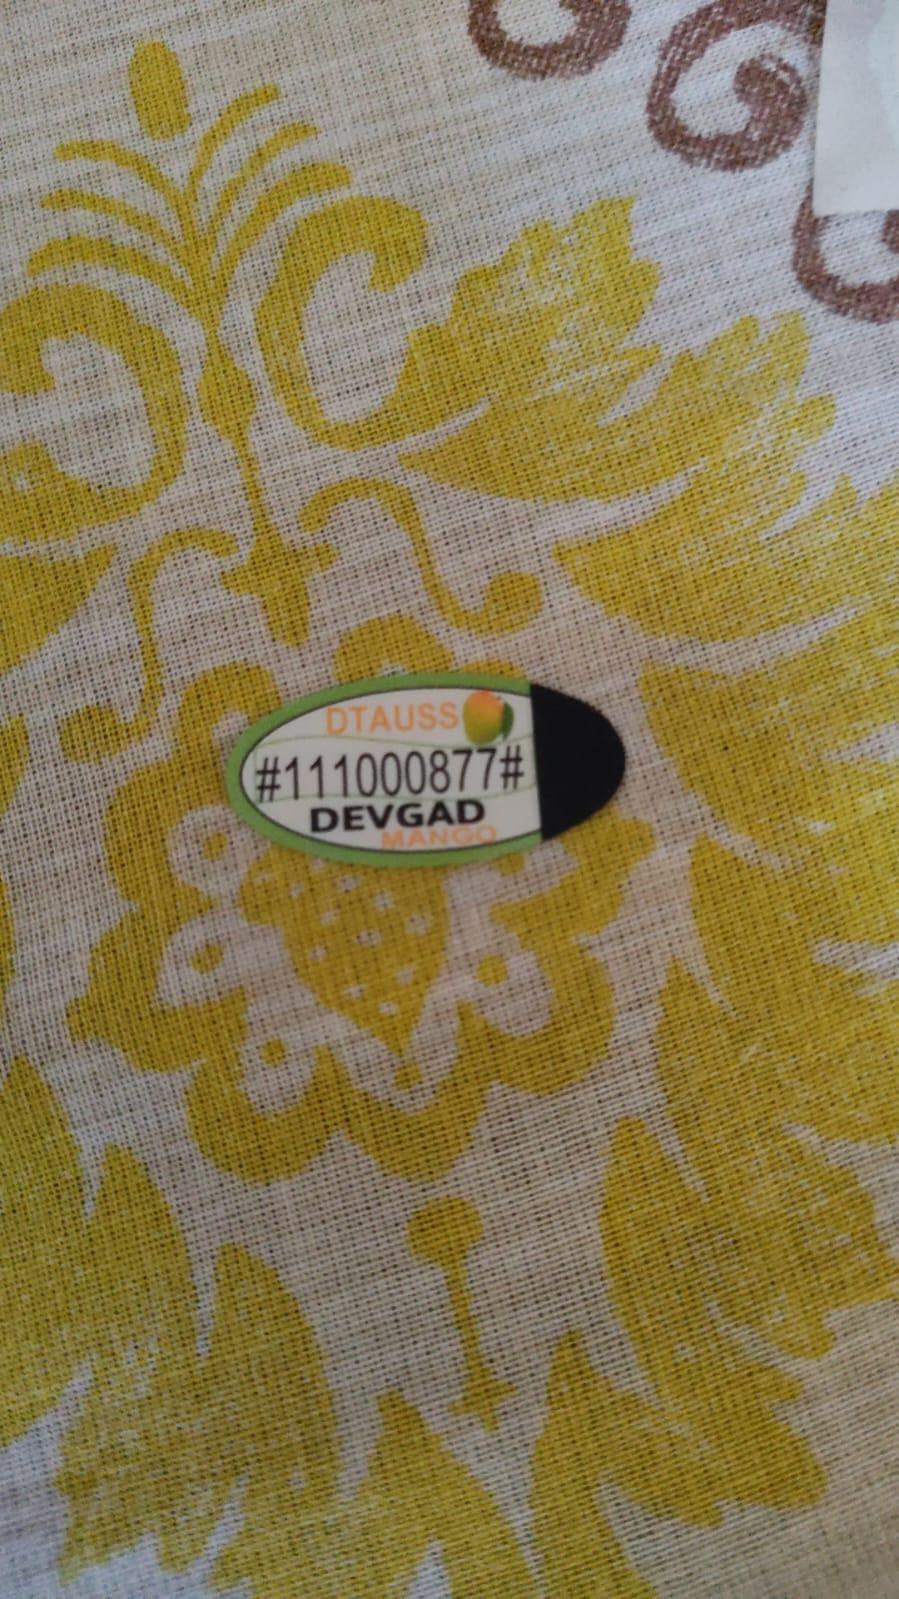 DTAUSS
#111000877#
DEVGAD
MANGO